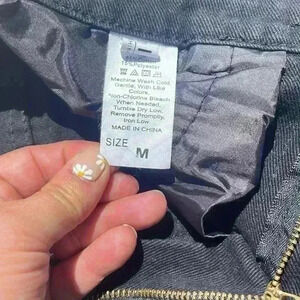 15%Polyester
Machine Wash Cold
Gentle, With Like
Colors,
Non-Chlorine Bleach
When Needed,
Tumble Dry Low,
Remove Promptly,
Iron Low
MADE IN CHINA
SIZE M